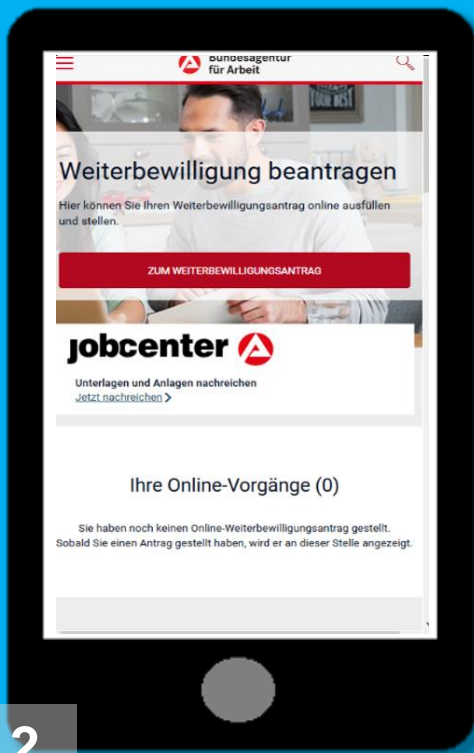 Bundesagentur
für Arbeit
YOUR BEST
Weiterbewilligung beantragen
Hier können Sie Ihren Weiterbewilligungsantrag online ausfüllen
und stellen.
ZUM WEITERBEWILLIGUNGSANTRAG
jobcenter
Unterlagen und Anlagen nachreichen
Jetzt nachreichen
Ihre Online-Vorgänge (0)
Sie haben noch keinen Online-Weiterbewilligungsantrag gestellt.
Sobald Sie einen Antrag gestellt haben, wird er an dieser Stelle angezeigt.
2